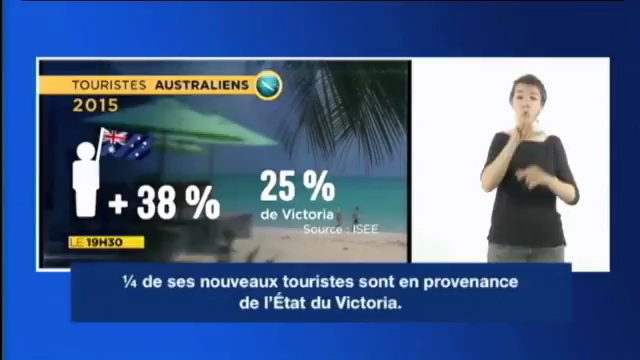 TOURISTES AUSTRALIENS
2015
+ 38 %
25 %
de Victoria
Source : ISEE
LE 19H30
¼ de ses nouveaux touristes sont en provenance
de l'État du Victoria.